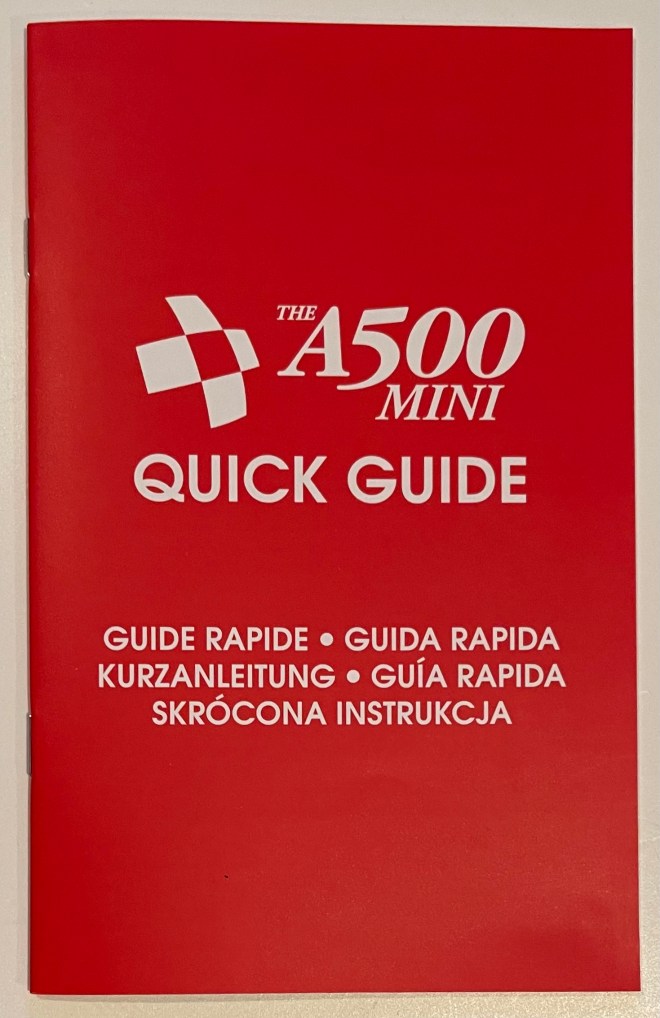 THE
A500
MINI
QUICK GUIDE
GUIDE RAPIDE • GUIDA RAPIDA
KURZANLEITUNG • GUÍA RAPIDA
SKRÓCONA INSTRUKCJA